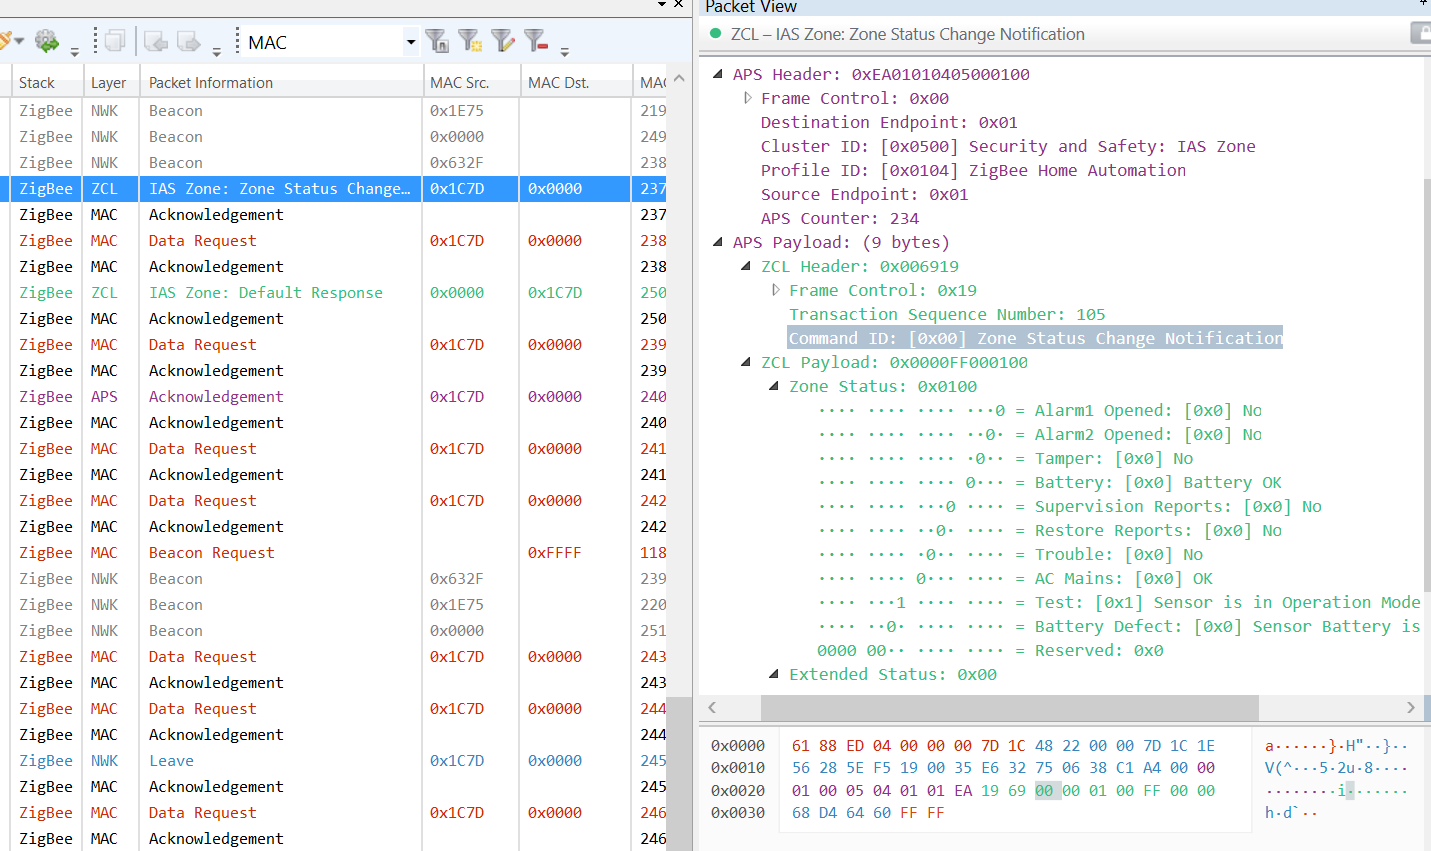 MAC
Stack Layer Packet Information MAC Src. MAC Dst. MAC
ZigBee NWK Beacon 0x1E75 219
ZigBee NWK Beacon 0x0000 249
ZigBee NWK Beacon 0x632F 238
ZigBee ZCL IAS Zone: Zone Status Change... 0x1C7D 0x0000 237
ZigBee MAC Acknowledgement 237
ZigBee MAC Data Request 0x1C7D 0x0000 238
ZigBee MAC Acknowledgement 238
ZigBee ZCL IAS Zone: Default Response 0x0000 0x1C7D 250
ZigBee MAC Acknowledgement 250
ZigBee MAC Data Request 0x1C7D 0x0000 239
ZigBee MAC Acknowledgement 239
ZigBee APS Acknowledgement 0x1C7D 0x0000 240
ZigBee MAC Acknowledgement 240
ZigBee MAC Data Request 0x1C7D 0x0000 241
ZigBee MAC Acknowledgement 241
ZigBee MAC Data Request 0x1C7D 0x0000 242
ZigBee MAC Acknowledgement 242
ZigBee MAC Beacon Request 0xFFFF 118
ZigBee NWK Beacon 0x632F 239
ZigBee NWK Beacon 0x1E75 220
ZigBee NWK Beacon 0x0000 251
ZigBee MAC Data Request 0x1C7D 0x0000 243
ZigBee MAC Acknowledgement 243
ZigBee MAC Data Request 0x1C7D 0x0000 244
ZigBee MAC Acknowledgement 244
ZigBee NWK Leave 0x1C7D 0x0000 245
ZigBee MAC Acknowledgement 245
ZigBee MAC Data Request 0x1C7D 0x0000 246
ZigBee MAC Acknowledgement 246
Packet View
ZCL – IAS Zone: Zone Status Change Notification
APS Header: 0xEA01010405000100
Frame Control: 0x00
Destination Endpoint: 0x01
Cluster ID: [0x0500] Security and Safety: IAS Zone
Profile ID: [0x0104] ZigBee Home Automation
Source Endpoint: 0x01
APS Counter: 234
APS Payload: (9 bytes)
ZCL Header: 0x006919
Frame Control: 0x19
Transaction Sequence Number: 105
Command ID: [0x00] Zone Status Change Notification
ZCL Payload: 0x0000FF000100
Zone Status: 0x0100
···· ···· ···· ···0 = Alarm1 Opened: [0x0] No
···· ···· ···· ··0· = Alarm2 Opened: [0x0] No
···· ···· ···· ·0·· = Tamper: [0x0] No
···· ···· ···· 0··· = Battery: [0x0] Battery OK
···· ···· ···0 ···· = Supervision Reports: [0x0] No
···· ···· ··0· ···· = Restore Reports: [0x0] No
···· ···· ·0·· ···· = Trouble: [0x0] No
···· ···· 0··· ···· = AC Mains: [0x0] OK
···· ···1 ···· ···· = Test: [0x1] Sensor is in Operation Mode
···· ··0· ···· ···· = Battery Defect: [0x0] Sensor Battery is
0000 00·· ···· ···· = Reserved: 0x0
Extended Status: 0x00
0x0000 61 88 ED 04 00 00 00 7D 1C 48 22 00 00 7D 1C 1E a······}·H"··}··
0x0010 56 28 5E F5 19 00 35 E6 32 75 06 38 C1 A4 00 00 V(^···5·2u·8····
0x0020 01 00 05 04 01 01 EA 19 69 00 00 01 00 FF 00 00 ········i·······
0x0030 68 D4 64 60 FF FF h·d`··